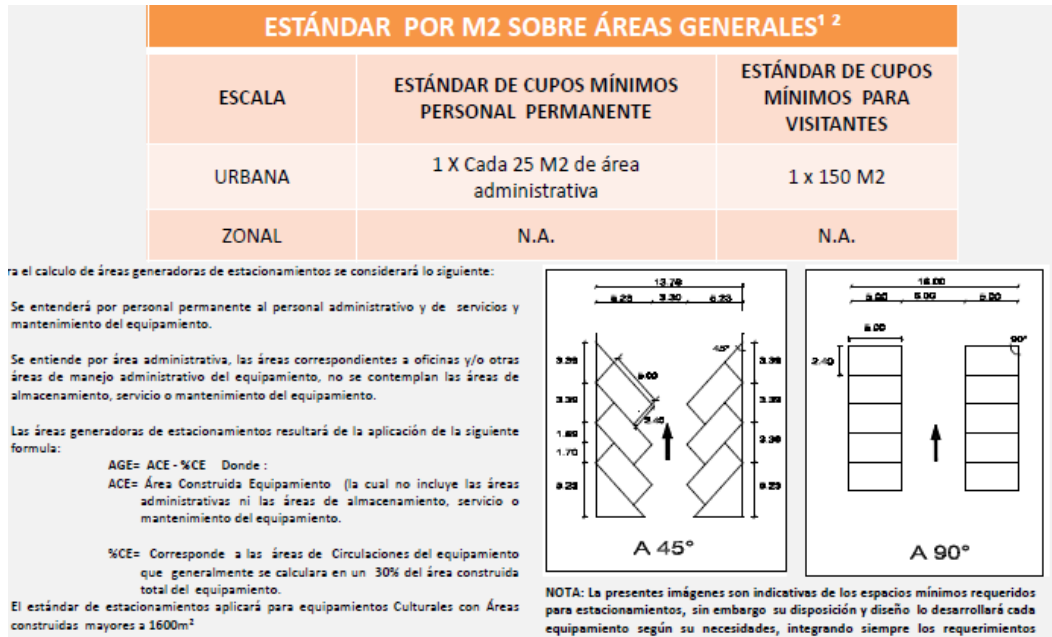 ESTÁNDAR POR M2 SOBRE ÁREAS GENERALES¹ ²
ESCALA
ESTÁNDAR DE CUPOS MÍNIMOS
PERSONAL PERMANENTE
ESTÁNDAR DE CUPOS
MÍNIMOS PARA
VISITANTES
URBANA
1 X Cada 25 M2 de área
administrativa
1 x 150 M2
ZONAL
N.A.
N.A.
ra el calculo de áreas generadoras de estacionamientos se considerará lo siguiente:
Se entenderá por personal permanente al personal administrativo y de servicios y
mantenimiento del equipamiento.
Se entiende por área administrativa, las áreas correspondientes a oficinas y/o otras
áreas de manejo administrativo del equipamiento, no se contemplan las áreas de
almacenamiento, servicio o mantenimiento del equipamiento.
Las áreas generadoras de estacionamientos resultará de la aplicación de la siguiente
formula:
AGE= ACE - %CE Donde :
ACE= Área Construida Equipamiento (la cual no incluye las áreas
administrativas ni las áreas de almacenamiento, servicio o
mantenimiento del equipamiento.
%CE= Corresponde a las áreas de Circulaciones del equipamiento
que generalmente se calculara en un 30% del área construida
total del equipamiento.
El estándar de estacionamientos aplicará para equipamientos Culturales con Áreas
construidas mayores a 1600m²
3.30
45°
5.00
1.70
A 45°
5.00
5.00
5.00
90°
2.40
A 90°
NOTA: La presentes imágenes son indicativas de los espacios mínimos requeridos
para estacionamientos, sin embargo su disposición y diseño lo desarrollará cada
equipamiento según su necesidades, integrando siempre los requerimientos